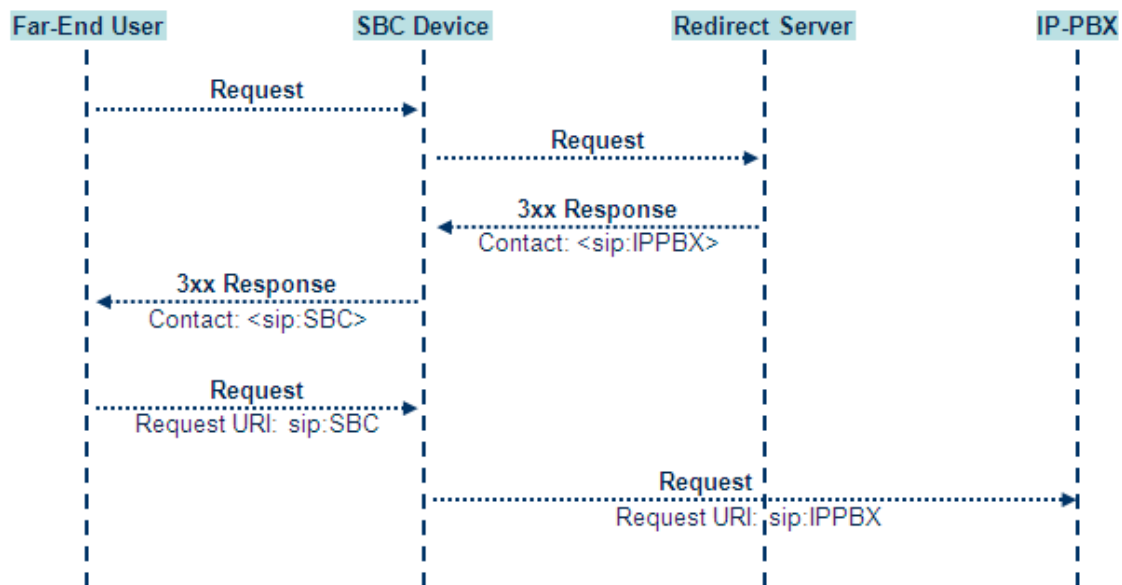 Far-End User
SBC Device
Redirect Server
IP-PBX
Request
Request
3xx Response
Contact: <sip:IPPBX>
3xx Response
Contact: <sip:SBC>
Request
Request URI: sip:SBC
Request
Request URI: sip:IPPBX